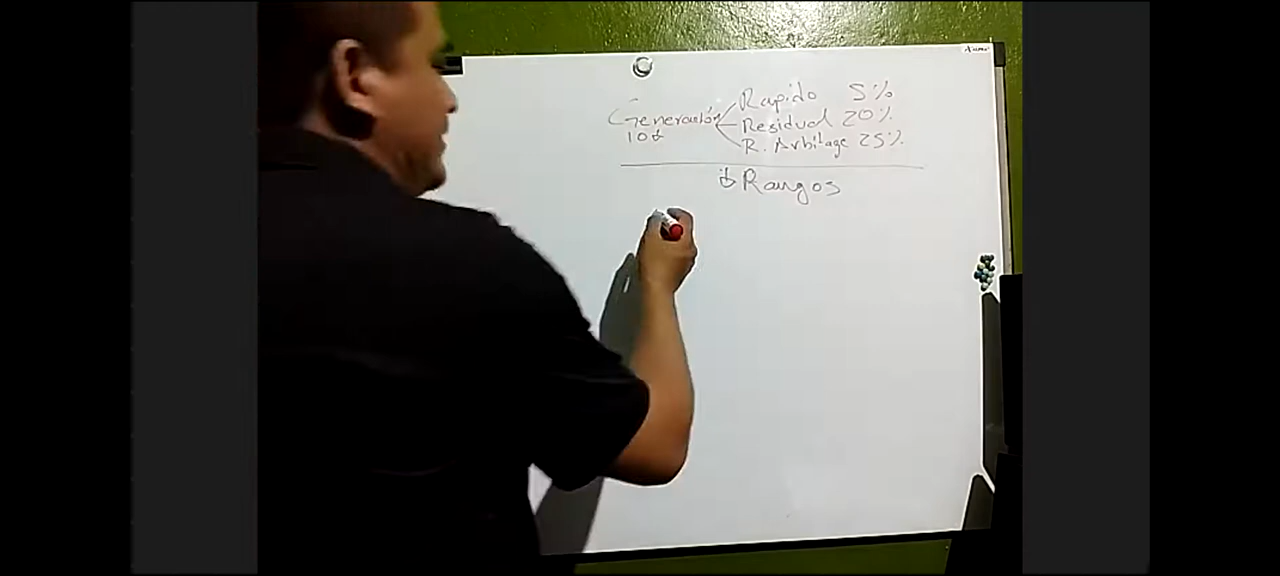 Rapido 5%
Generación Residual 20%
10 R. Arbitage 25%
Rangos